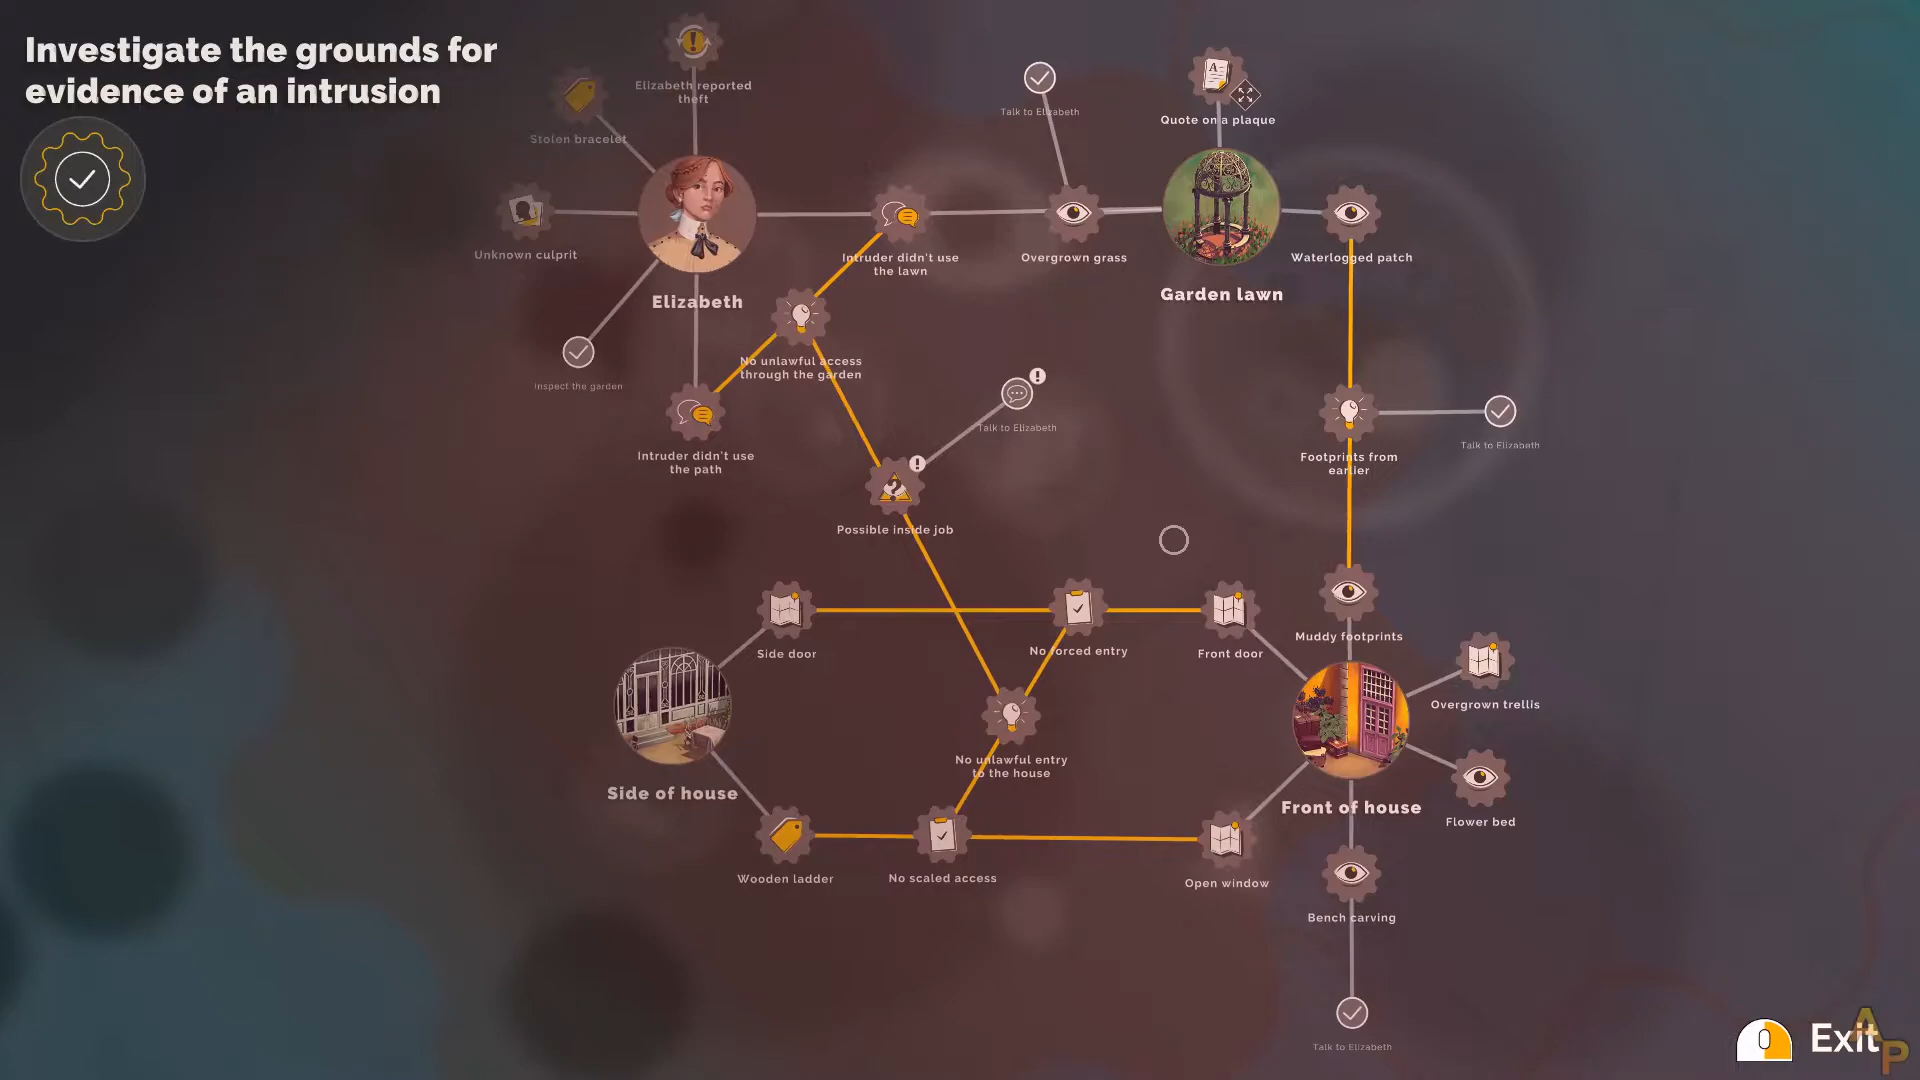 Investigate the grounds for
evidence of an intrusion
Elizabeth reported
theft
Stolen bracelet
Talk to Elizabeth
A
Quote on a plaque
Unknown culprit
Intruder didn't use
the lawn
Overgrown grass
Waterlogged patch
Elizabeth
Garden lawn
No unlawful access
through the garden
Inspect the garden
!
Talk to Elizabeth
Talk to Elizabeth
Intruder didn't use
the path
Footprints from
earlier
!
Possible inside job
Side door
No forced entry
Front door
Muddy footprints
Overgrown trellis
No unlawful entry
to the house
Side of house
Front of house
Flower bed
Wooden ladder
No scaled access
Open window
Bench carving
Talk to Elizabeth
Exit
AP